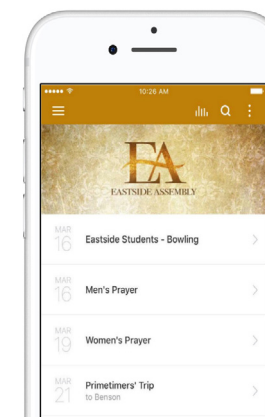 10:26 AM
EA
EASTSIDE ASSEMBLY
MAR
16
Eastside Students - Bowling
MAR
16
Men's Prayer
MAR
19
Women's Prayer
MAR
21
Primetimers' Trip
to Benson